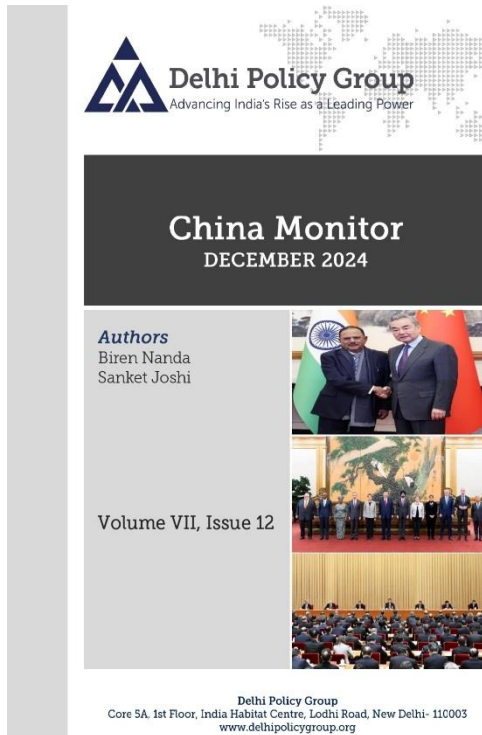 Delhi Policy Group
Advancing India's Rise as a Leading Power
China Monitor
DECEMBER 2024
Authors
Biren Nanda
Sanket Joshi
Volume VII, Issue 12
Delhi Policy Group
Core 5A, 1st Floor, India Habitat Centre, Lodhi Road, New Delhi- 110003
www.delhipolicygroup.org